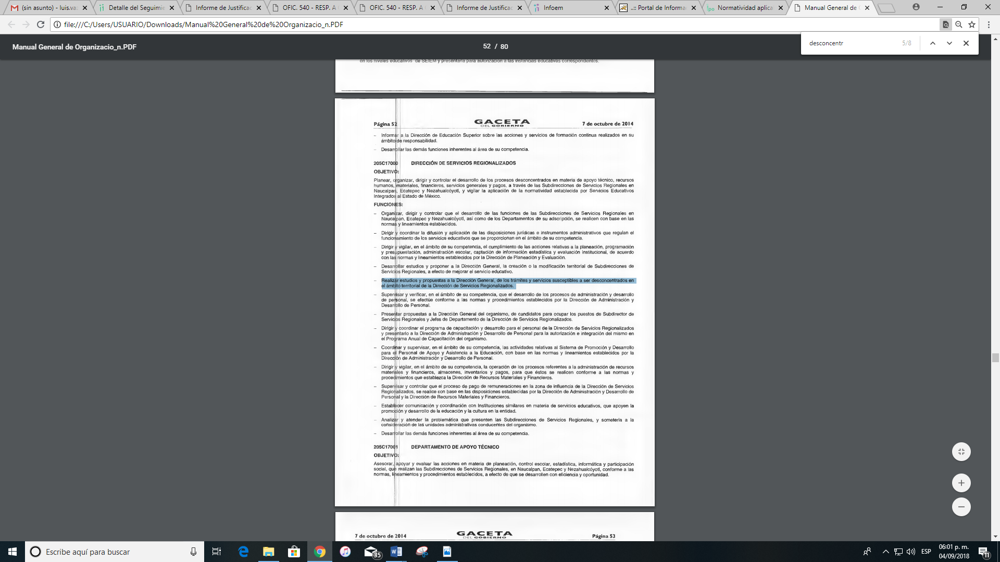 (sin asunto) - luis.va
Detalle del Seguimie
Informe de Justificac
OFIC. 540 - RESP. A
OFIC. 540 - RESP. A
Informe de Justificac
Infoem
..:: Portal de Informa
Normatividad aplica
Manual General de
file:///C:/Users/USUARIO/Downloads/Manual%20General%20de%20Organizacio_n.PDF
Manual General de Organizacio_n.PDF
52 / 80
desconcentr
5/8
en los niveles educativos de SEIEM y presentarla para autorización a las instancias educativas correspondientes.
Página 52
GACETA
DEL GOBIERNO
7 de octubre de 2014
– Informar a la Dirección de Educación Superior sobre las acciones y servicios de formación continua realizados en su
ámbito de responsabilidad.
– Desarrollar las demás funciones inherentes al área de su competencia.
205C17000 DIRECCIÓN DE SERVICIOS REGIONALIZADOS
OBJETIVO:
Planear, organizar, dirigir y controlar el desarrollo de los procesos desconcentrados en materia de apoyo técnico, recursos
humanos, materiales, financieros, servicios generales y pagos, a través de las Subdirecciones de Servicios Regionales en
Naucalpan, Ecatepec y Nezahualcóyotl, y vigilar la aplicación de la normatividad establecida por Servicios Educativos
Integrados al Estado de México.
FUNCIONES:
– Organizar, dirigir y controlar que el desarrollo de las funciones de las Subdirecciones de Servicios Regionales en
Naucalpan, Ecatepec y Nezahualcóyotl, así como de los Departamentos de su adscripción, se realicen con base en las
normas y lineamientos establecidos.
– Dirigir y coordinar la difusión y aplicación de las disposiciones jurídicas e instrumentos administrativos que regulan el
funcionamiento de los servicios educativos que se proporcionan en el ámbito de su competencia.
– Dirigir y vigilar, en el ámbito de su competencia, el cumplimiento de las acciones relativas a la planeación, programación
y presupuestación, administración escolar, captación de información estadística y evaluación institucional, de acuerdo
con las normas y lineamientos establecidos por la Dirección de Planeación y Evaluación.
– Desarrollar estudios y proponer a la Dirección General, la creación o la modificación territorial de Subdirecciones de
Servicios Regionales, a efecto de mejorar el servicio educativo.
– Realizar estudios y propuestas a la Dirección General, de los trámites y servicios susceptibles a ser desconcentrados en
el ámbito territorial de la Dirección de Servicios Regionalizados.
– Supervisar y verificar, en el ámbito de su competencia, que el desarrollo de los procesos de administración y desarrollo
de personal, se efectúe conforme a las normas y procedimientos establecidos por la Dirección de Administración y
Desarrollo de Personal.
– Presentar propuestas a la Dirección General del organismo, de candidatos para ocupar los puestos de Subdirector de
Servicios Regionales y Jefes de Departamento de la Dirección de Servicios Regionalizados.
– Dirigir y coordinar el programa de capacitación y desarrollo para el personal de la Dirección de Servicios Regionalizados
y presentarlo a la Dirección de Administración y Desarrollo de Personal para la autorización e integración del mismo en
el Programa Anual de Capacitación del organismo.
– Coordinar y supervisar, en el ámbito de su competencia, las actividades relativas al Sistema de Promoción y Desarrollo
para el Personal de Apoyo y Asistencia a la Educación, con base en las normas y lineamientos establecidos por la
Dirección de Administración y Desarrollo de Personal.
– Dirigir y vigilar, en el ámbito de su competencia, la operación de los procesos referentes a la administración de recursos
materiales y financieros, almacenes, inventarios y pagos, para que éstos se realicen conforme a las normas y
procedimientos que establezca la Dirección de Recursos Materiales y Financieros.
– Supervisar y controlar que el proceso de pago de remuneraciones en la zona de influencia de la Dirección de Servicios
Regionalizados, se realice con base en las disposiciones establecidas por la Dirección de Administración y Desarrollo de
Personal y la Dirección de Recursos Materiales y Financieros.
– Establecer comunicación y coordinación con Instituciones similares en materia de servicios educativos, que apoyen la
promoción y desarrollo de la educación y la cultura en la entidad.
– Analizar y atender la problemática que presenten las Subdirecciones de Servicios Regionales, y someterla a la
consideración de las unidades administrativas conducentes del organismo.
– Desarrollar las demás funciones inherentes al área de su competencia.
205C17001 DEPARTAMENTO DE APOYO TÉCNICO
OBJETIVO:
Asesorar, apoyar y evaluar las acciones en materia de planeación, control escolar, estadística, informática y participación
social, que realizan las Subdirecciones de Servicios Regionales, en Naucalpan, Ecatepec y Nezahualcóyotl, conforme a las
normas, lineamientos y procedimientos establecidos, a efecto de que se desarrollen con eficiencia y oportunidad.
7 de octubre de 2014
GACETA
DEL GOBIERNO
Página 53
Escribe aquí para buscar
35
ESP
06:01 p. m.
04/09/2018
11